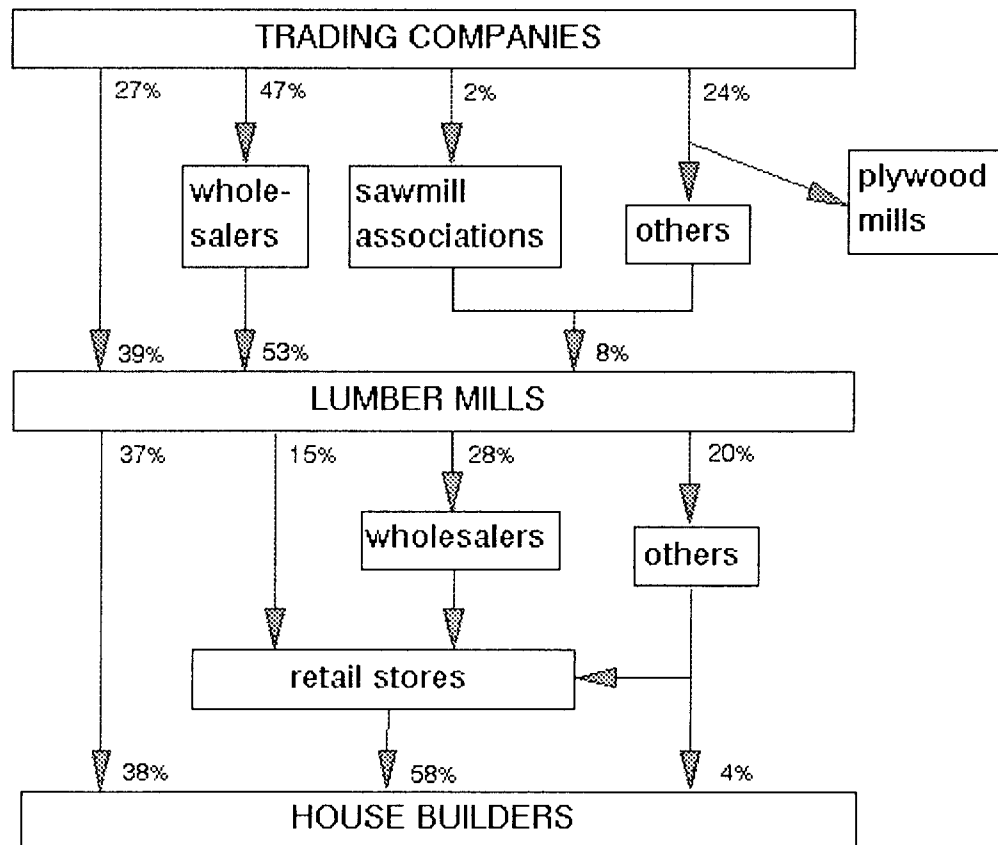 TRADING COMPANIES
27% 47% 2% 24%
whole-
salers
sawmill
associations
others
plywood
mills
39% 53% 8%
LUMBER MILLS
37% 15% 28% 20%
wholesalers
others
retail stores
38% 58% 4%
HOUSE BUILDERS